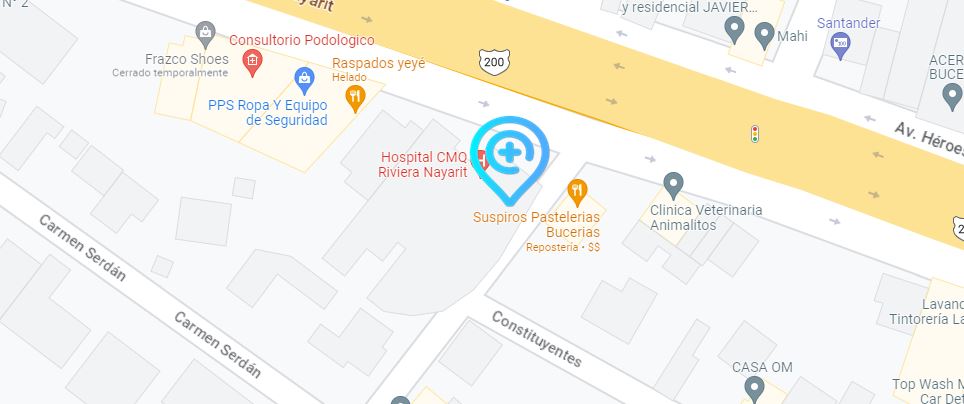 N° 2
yarit
y residencial JAVIER...
Mahi
Santander
Consultorio Podologico
Frazco Shoes
Cerrado temporalmente
Raspados yeyé
Helado
200
ACER
BUCE
PPS Ropa Y Equipo
de Seguridad
Av. Héroes
Hospital CMQ
Riviera Nayarit
H
Suspiros Pastelerias
Bucerias
Repostería • $$
Clinica Veterinaria
Animalitos
2
Carmen Serdán
Carmen Serdán
Constituyentes
Lavand
Tintorería La
CASA OM
Top Wash M
Car Det